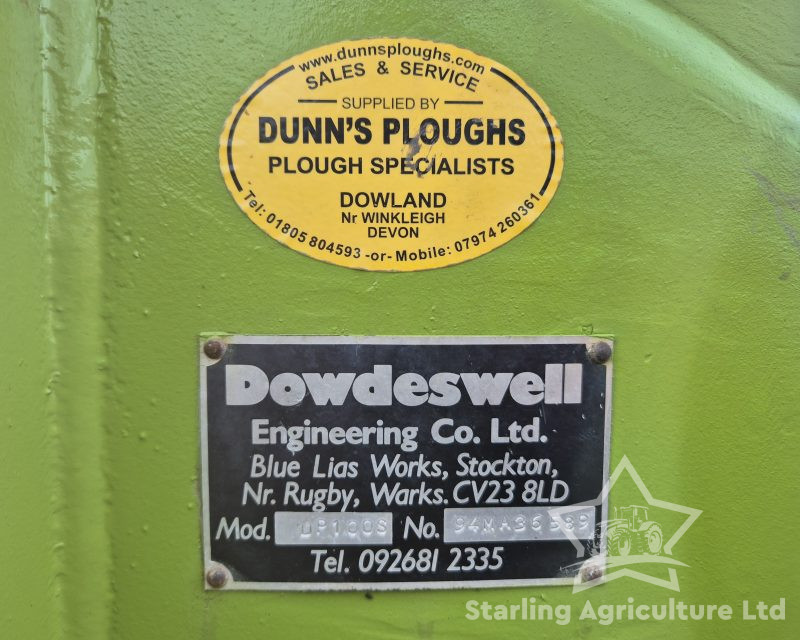 www.dunnsploughs.com
SALES & SERVICE
SUPPLIED BY
DUNN'S PLOUGHS
PLOUGH SPECIALISTS
DOWLAND
Nr WINKLEIGH
DEVON
Tel: 01805 804593 -or- Mobile: 07974 260361
Dowdeswell
Engineering Co. Ltd.
Blue Lias Works, Stockton,
Nr. Rugby, Warks. CV23 8LD
Mod. DP100S No.
Tel. 092681 2335
Starling Agriculture Ltd